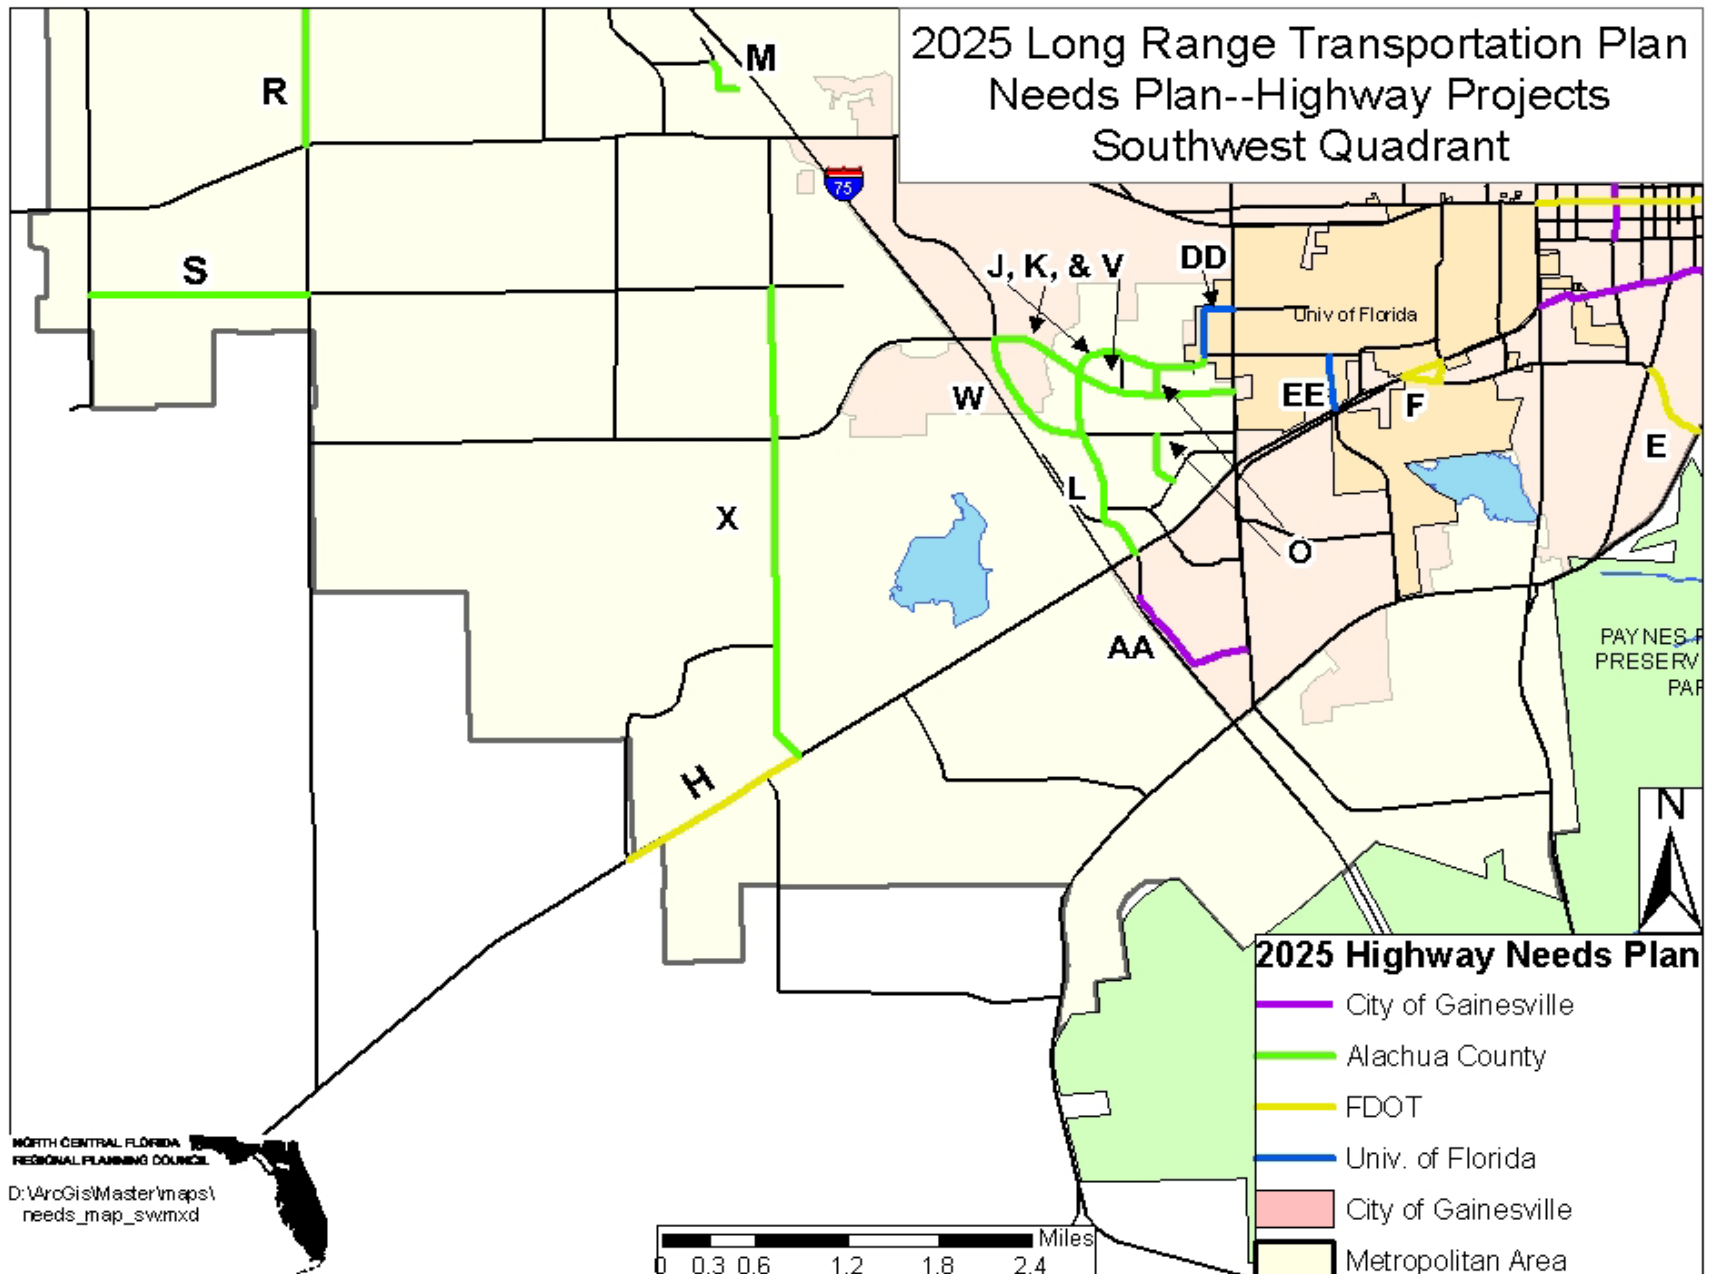 2025 Long Range Transportation Plan
Needs Plan--Highway Projects
Southwest Quadrant
M
R
75
S
J, K, & V
DD
Univ of Florida
W
EE
F
E
L
X
O
AA
PAYNES P
PRESERV
PAR
H
N
2025 Highway Needs Plan
City of Gainesville
Alachua County
FDOT
Univ. of Florida
City of Gainesville
Metropolitan Area
NORTH CENTRAL FLORIDA
REGIONAL PLANNING COUNCIL
D:\ArcGis\Master\maps\
needs_map_sw.mxd
Miles
0 0.3 0.6 1.2 1.8 2.4